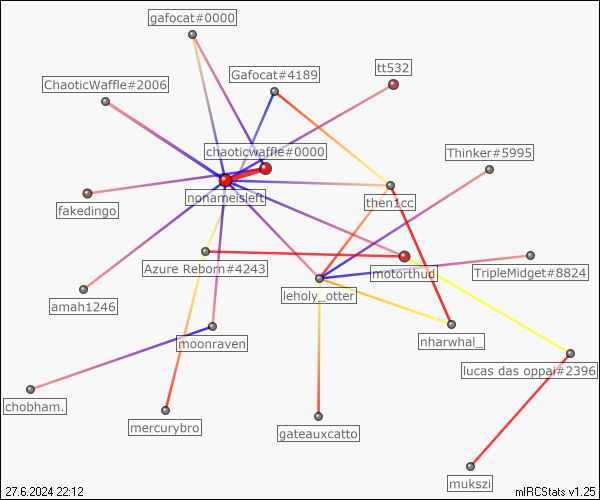 gafocat#0000
tt532
Gafocat#4189
ChaoticWaffle#2006
chaoticwaffle#0000
Thinker#5995
nonameisleft
then1cc
fakedingo
Azure Reborn#4243
motorthud
TripleMidget#8824
leholy_otter
amah1246
moonraven
nharwhal_
lucas das oppai#2396
chobham.
mercurybro
gateauxcatto
mukszi
27.6.2024 22:12
mIRCStats v1.25